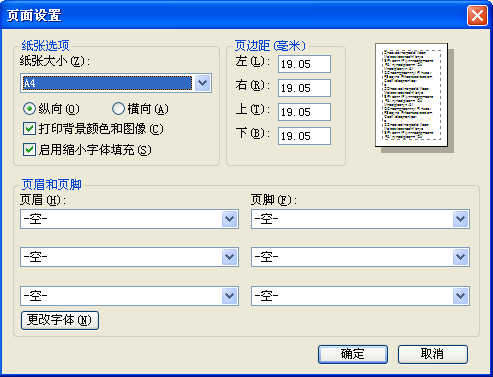 页面设置
纸张选项
纸张大小(Z):
A4
纵向(O) 横向(A)
打印背景颜色和图像(C)
启用缩小字体填充(S)
页边距(毫米)
左(L): 19.05
右(R): 19.05
上(T): 19.05
下(B): 19.05
页眉和页脚
页眉(H): 页脚(F):
-空- -空-
-空- -空-
-空- -空-
更改字体(N)
确定 取消